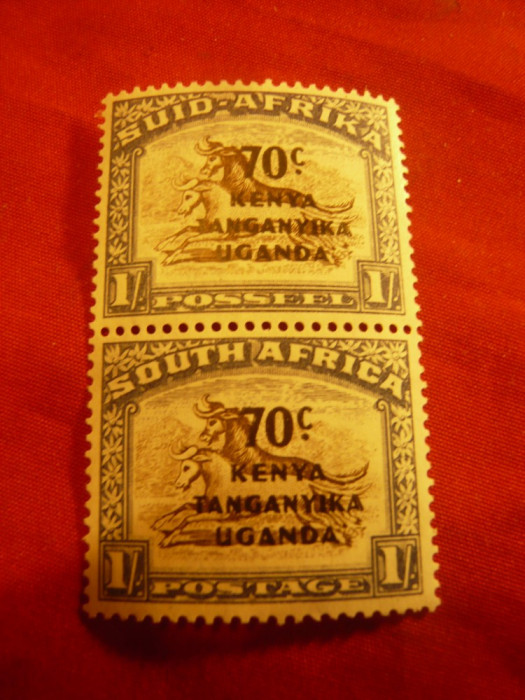 SUID-AFRIKA
70c.
KENYA
TANGANYIKA
UGANDA
1/. POSSEEL 1/.
SOUTH AFRICA
70c.
KENYA
TANGANYIKA
UGANDA
1/. POSTAGE 1/.